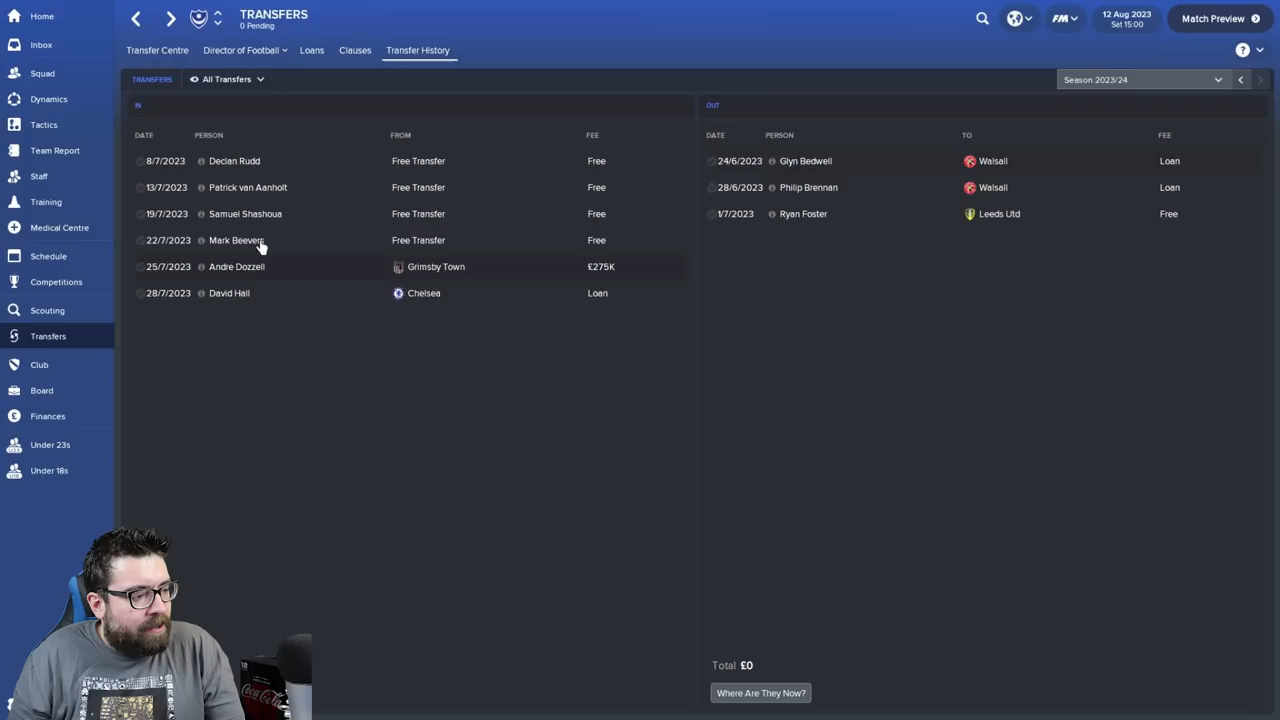 Home
Inbox
Squad
Dynamics
Tactics
Team Report
Staff
Training
Medical Centre
Schedule
Competitions
Scouting
Transfers
Club
Board
Finances
Under 23s
Under 18s
TRANSFERS
0 Pending
FM
12 Aug 2023
Sat 15:00
Match Preview
Transfer Centre Director of Football Loans Clauses Transfer History
?
TRANSFERS All Transfers Season 2023/24
IN
DATE PERSON FROM FEE
8/7/2023 Declan Rudd Free Transfer Free
13/7/2023 Patrick van Aanholt Free Transfer Free
19/7/2023 Samuel Shashoua Free Transfer Free
22/7/2023 Mark Beevers Free Transfer Free
25/7/2023 Andre Dozzell Grimsby Town £275K
28/7/2023 David Hall Chelsea Loan
OUT
DATE PERSON TO FEE
24/6/2023 Glyn Bedwell Walsall Loan
28/6/2023 Philip Brennan Walsall Loan
1/7/2023 Ryan Foster Leeds Utd Free
Total £0
Where Are They Now?
Coca-Cola